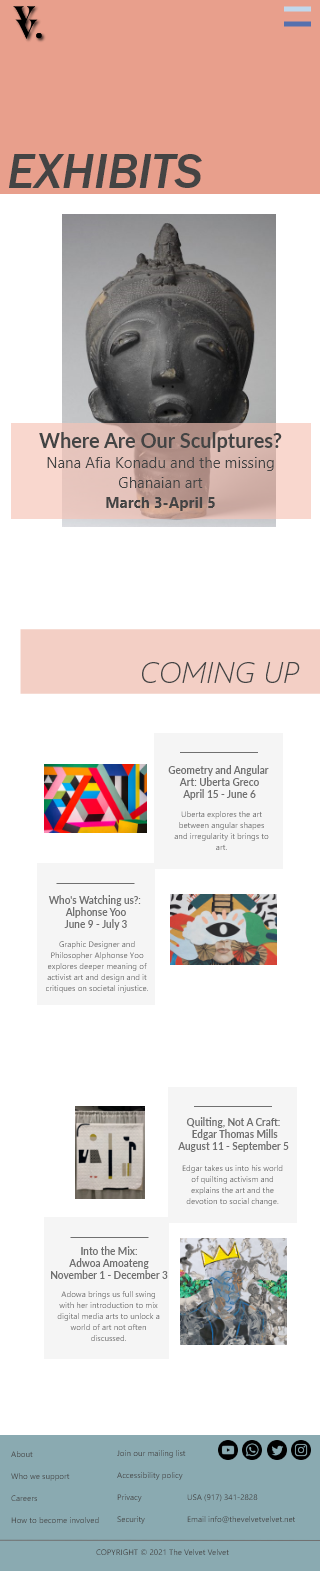 VV.
EXHIBITS
Where Are Our Sculptures?
Nana Afia Konadu and the missing
Ghanaian art
March 3-April 5
COMING UP
Geometry and Angular
Art: Uberta Greco
April 15 - June 6
Uberta explores the art
between angular shapes
and irregularity it brings to
art.
Who's Watching us?:
Alphonse Yoo
June 9 - July 3
Graphic Designer and
Philosopher Alphonse Yoo
explores deeper meaning of
activist art and design and it
critiques on societal injustice.
Quilting, Not A Craft:
Edgar Thomas Mills
August 11 - September 5
Edgar takes us into his world
of quilting activism and
explains the art and the
devotion to social change.
Into the Mix:
Adwoa Amoateng
November 1 - December 3
Adowa brings us full swing
with her introduction to mix
digital media arts to unlock a
world of art not often
discussed.
About
Who we support
Careers
How to become involved
Join our mailing list
Accessibility policy
Privacy
Security
USA (917) 341-2828
Email info@thevelvetvelvet.net
COPYRIGHT © 2021 The Velvet Velvet